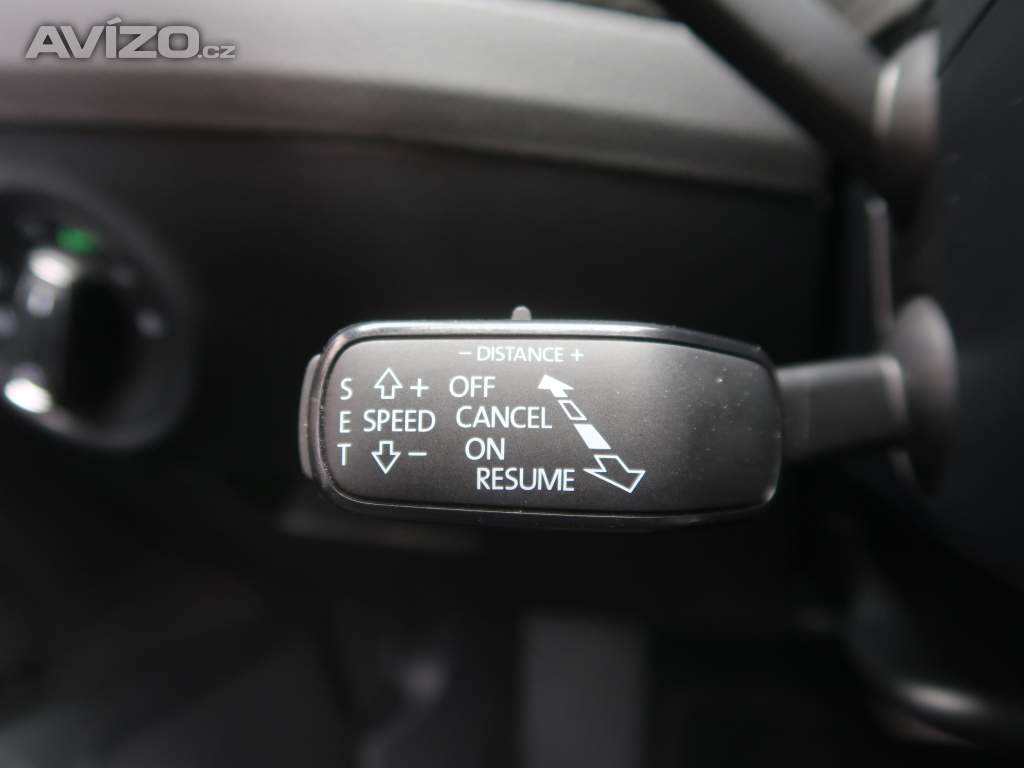 AVÍZO.cz
- DISTANCE +
S + OFF
E SPEED CANCEL
T - ON
RESUME